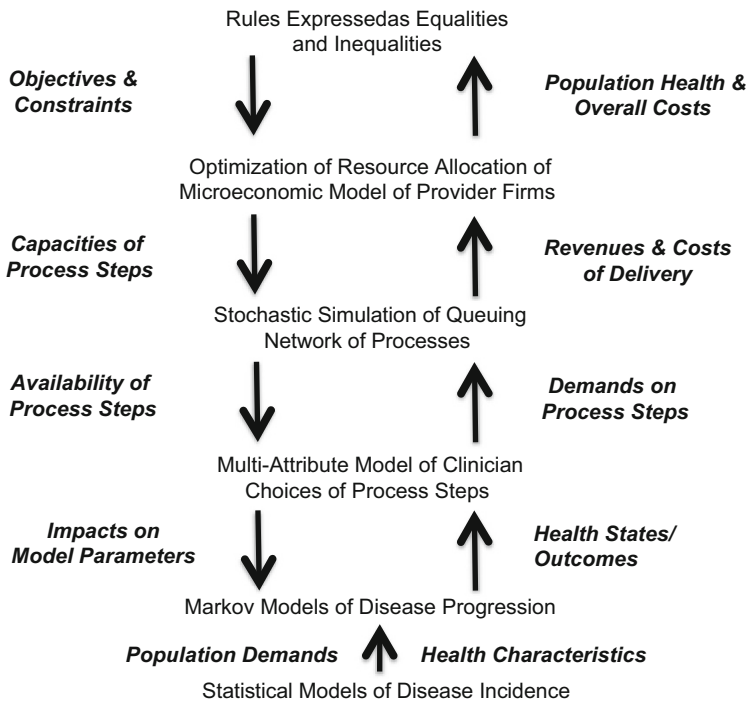 Rules Expressedas Equalities
and Inequalities
Objectives &
Constraints
Population Health &
Overall Costs
Optimization of Resource Allocation of
Microeconomic Model of Provider Firms
Capacities of
Process Steps
Revenues & Costs
of Delivery
Stochastic Simulation of Queuing
Network of Processes
Availability of
Process Steps
Demands on
Process Steps
Multi-Attribute Model of Clinician
Choices of Process Steps
Impacts on
Model Parameters
Health States/
Outcomes
Markov Models of Disease Progression
Population Demands
Health Characteristics
Statistical Models of Disease Incidence